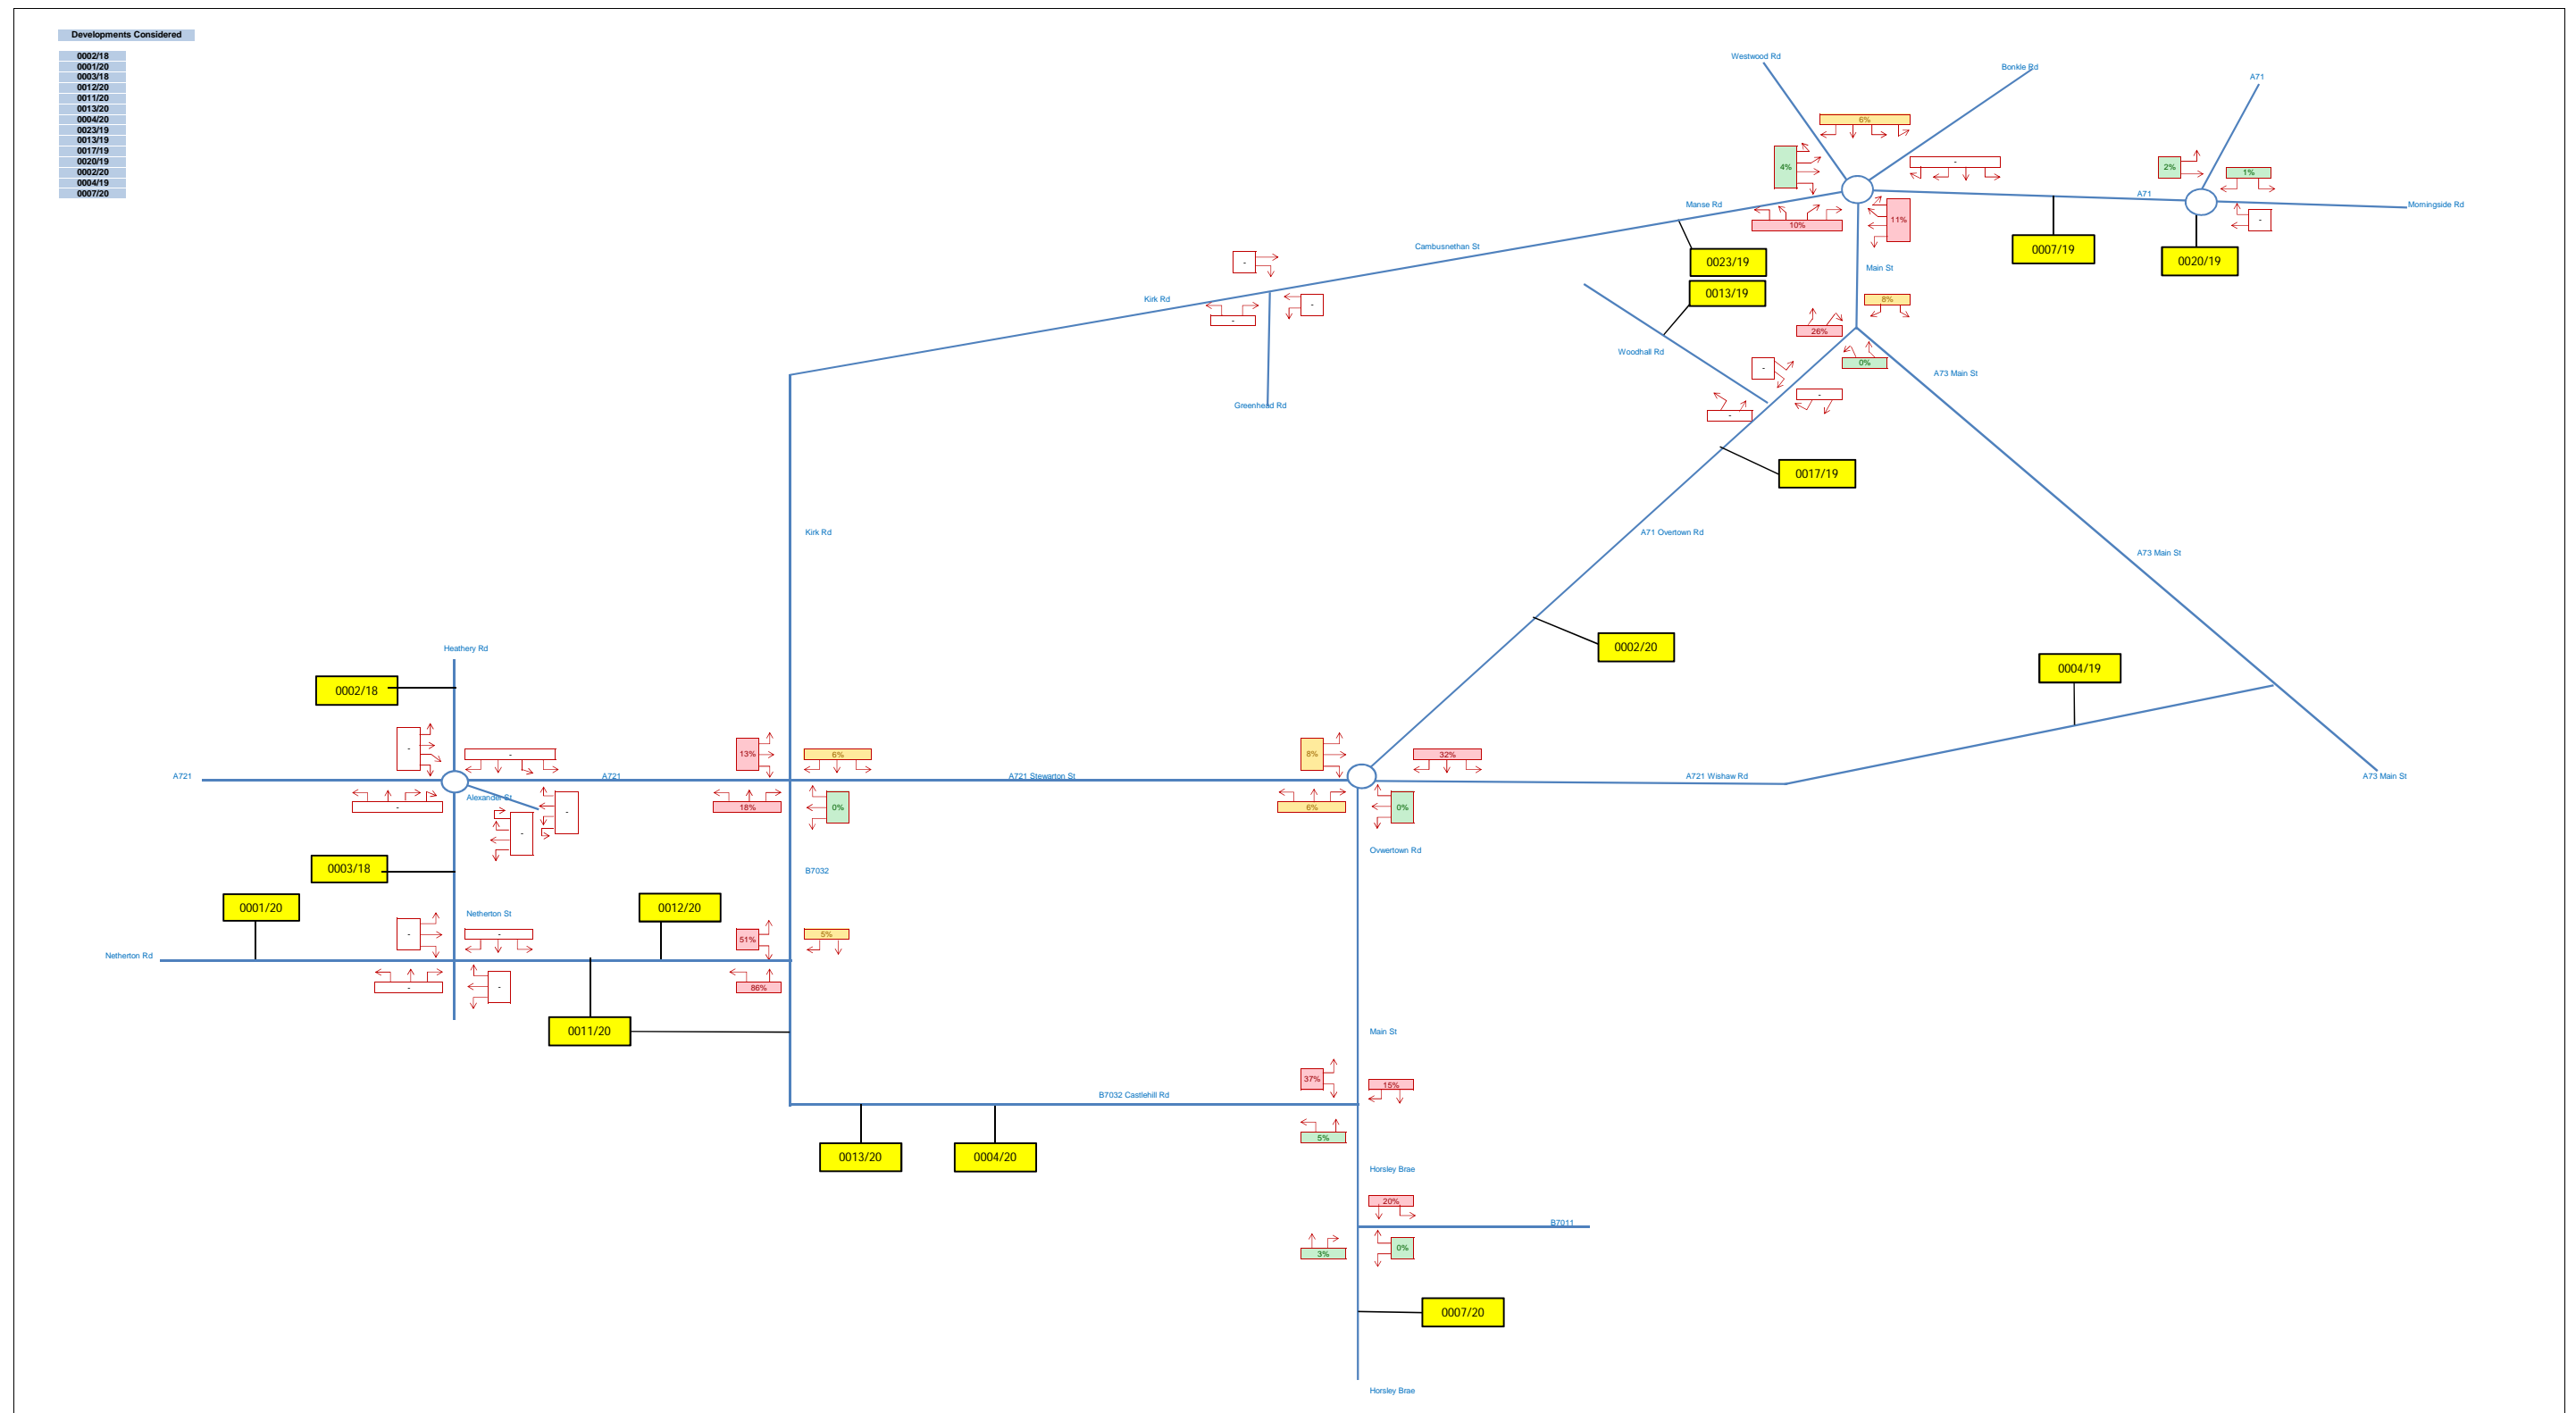 Developments Considered
0002/18
0001/20
0003/18
0012/20
0011/20
0013/20
0004/20
0023/19
0013/19
0017/19
0020/19
0002/20
0004/19
0007/20
Westwood Rd
Bonkle Rd
A71
6%
4%
-
2%
1%
A71
Morningside Rd
Manse Rd
10%
11%
-
Cambusnethan St
0023/19
0007/19
0020/19
-
Main St
0013/19
Kirk Rd
-
-
8%
26%
Woodhall Rd
0%
-
A73 Main St
Greenhead Rd
-
-
0017/19
Kirk Rd
A71 Overtown Rd
A73 Main St
Heathery Rd
0002/20
0004/19
0002/18
-
-
13%
6%
8%
32%
A721
A721
A721 Stewarton St
A721 Wishaw Rd
A73 Main St
Alexander St
-
-
-
18%
0%
6%
0%
Ovwertown Rd
0003/18
B7032
0001/20
Netherton St
0012/20
-
-
51%
5%
Netherton Rd
-
-
86%
0011/20
Main St
37%
15%
B7032 Castlehill Rd
5%
0013/20
0004/20
Horsley Brae
20%
B7011
3%
0%
0007/20
Horsley Brae